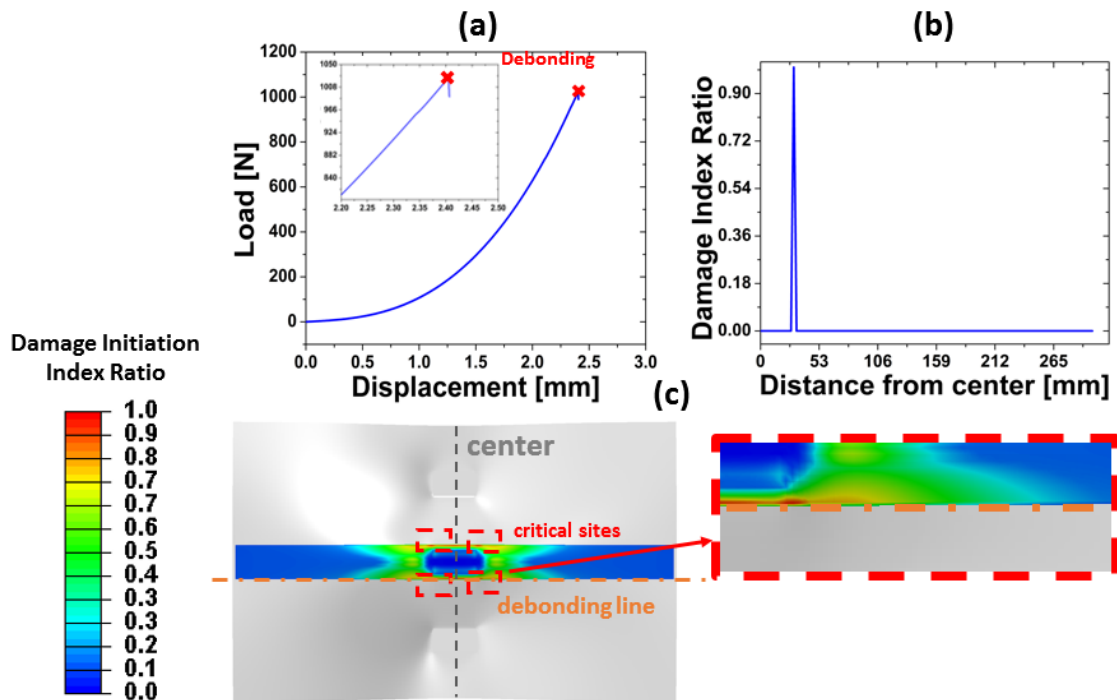 (a)
(b)
Debonding
1200
1000
800
600
400
200
0
Load [N]
0.0 0.5 1.0 1.5 2.0 2.5 3.0
Displacement [mm]
1050
1008
966
924
882
840
2.20 2.25 2.30 2.35 2.40 2.45 2.50
0.90
0.72
0.54
0.36
0.18
0.00
Damage Index Ratio
0 53 106 159 212 265
Distance from center [mm]
Damage Initiation
Index Ratio
1.0
0.9
0.8
0.7
0.6
0.5
0.4
0.3
0.2
0.1
0.0
(c)
center
critical sites
debonding line